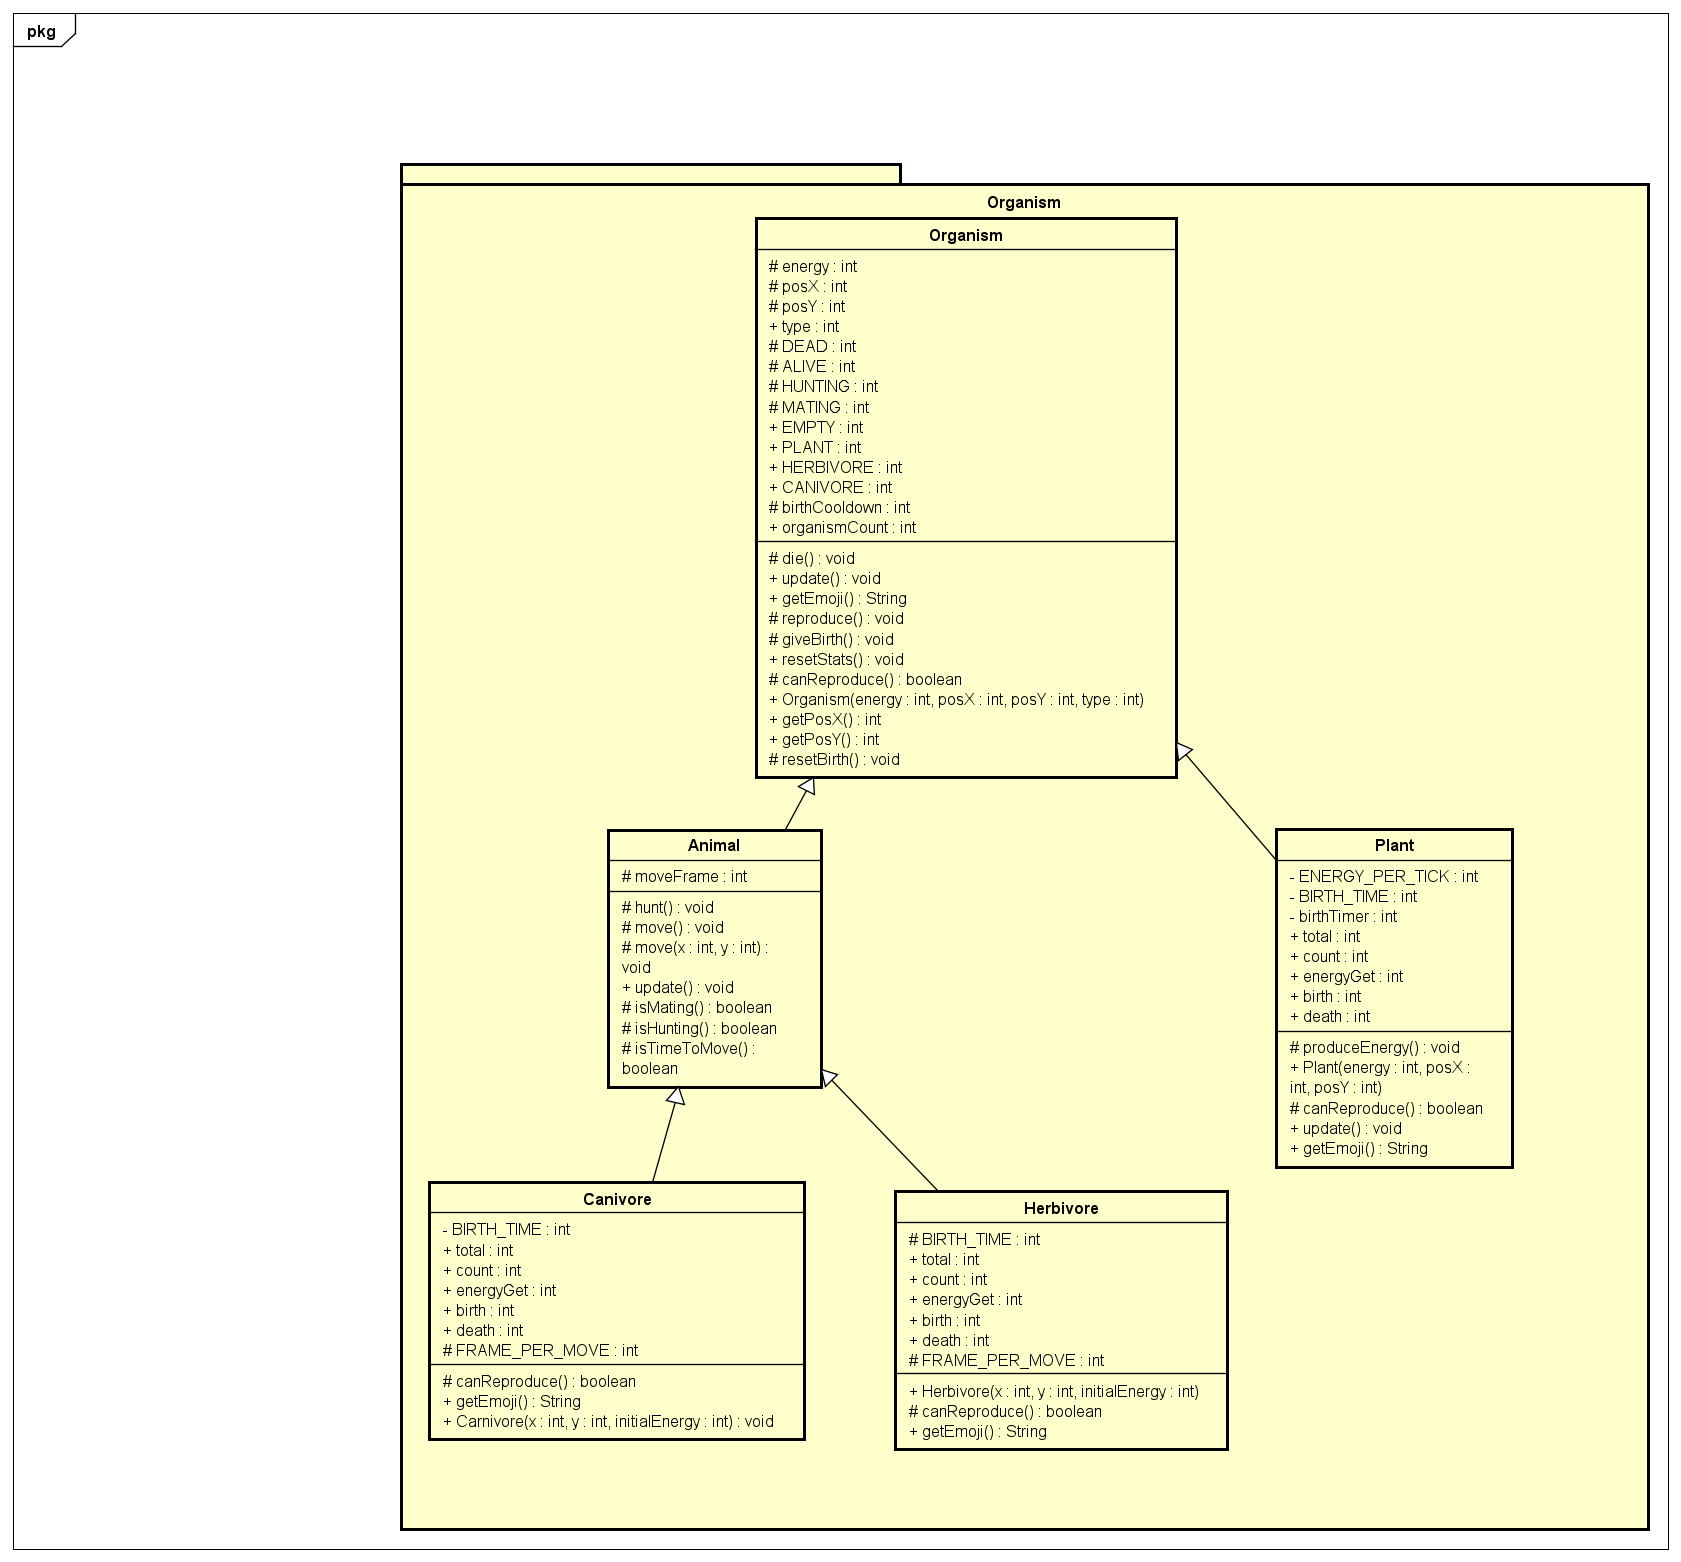 pkg
Organism
Organism
# energy : int
# posX : int
# posY : int
+ type : int
# DEAD : int
# ALIVE : int
# HUNTING : int
# MATING : int
+ EMPTY : int
+ PLANT : int
+ HERBIVORE : int
+ CANIVORE : int
# birthCooldown : int
+ organismCount : int
# die() : void
+ update() : void
+ getEmoji() : String
# reproduce() : void
# giveBirth() : void
+ resetStats() : void
# canReproduce() : boolean
+ Organism(energy : int, posX : int, posY : int, type : int)
+ getPosX() : int
+ getPosY() : int
# resetBirth() : void
Animal
# moveFrame : int
# hunt() : void
# move() : void
# move(x : int, y : int) :
void
+ update() : void
# isMating() : boolean
# isHunting() : boolean
# isTimeToMove() :
boolean
Plant
- ENERGY_PER_TICK : int
- BIRTH_TIME : int
- birthTimer : int
+ total : int
+ count : int
+ energyGet : int
+ birth : int
+ death : int
# produceEnergy() : void
+ Plant(energy : int, posX :
int, posY : int)
# canReproduce() : boolean
+ update() : void
+ getEmoji() : String
Canivore
- BIRTH_TIME : int
+ total : int
+ count : int
+ energyGet : int
+ birth : int
+ death : int
# FRAME_PER_MOVE : int
# canReproduce() : boolean
+ getEmoji() : String
+ Carnivore(x : int, y : int, initialEnergy : int) : void
Herbivore
# BIRTH_TIME : int
+ total : int
+ count : int
+ energyGet : int
+ birth : int
+ death : int
# FRAME_PER_MOVE : int
+ Herbivore(x : int, y : int, initialEnergy : int)
# canReproduce() : boolean
+ getEmoji() : String